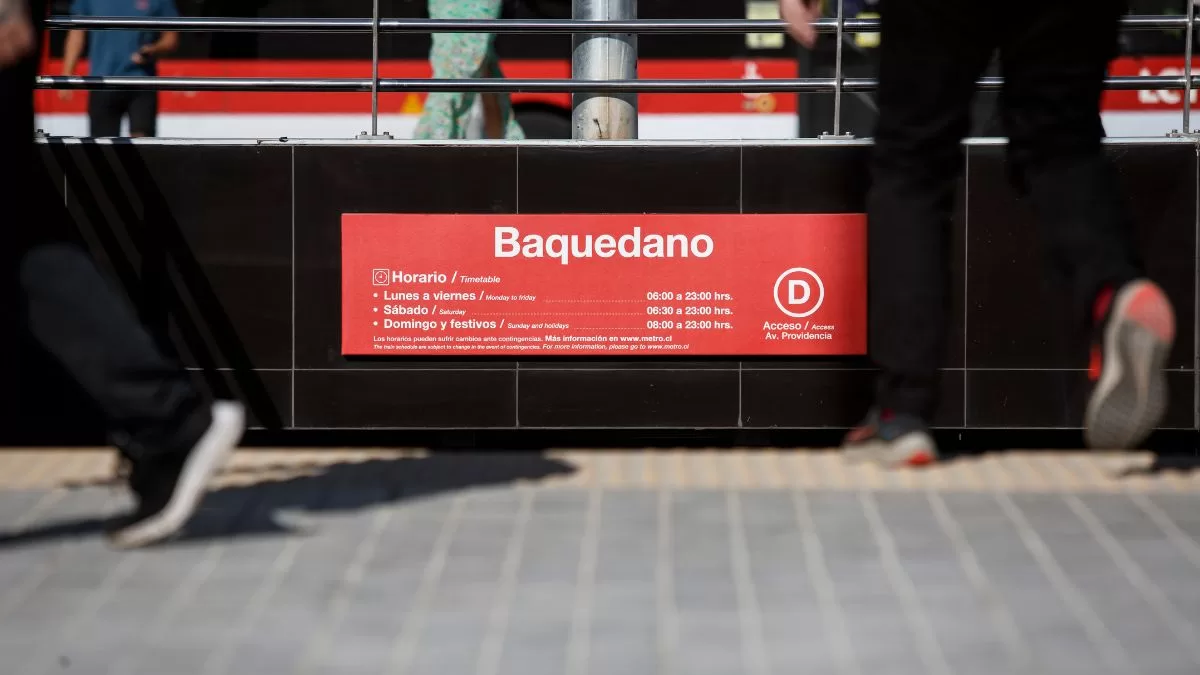 Baquedano
Horario / Timetable
• Lunes a viernes / Monday to friday 06:00 a 23:00 hrs.
• Sábado / Saturday 06:30 a 23:00 hrs.
• Domingo y festivos / Sunday and holidays 08:00 a 23:00 hrs.
Los horarios pueden sufrir cambios ante contingencias. Más información en www.metro.cl
The train schedule are subject to change in the event of contingencies. For more information, please go to www.metro.cl
D
Acceso / Access
Av. Providencia